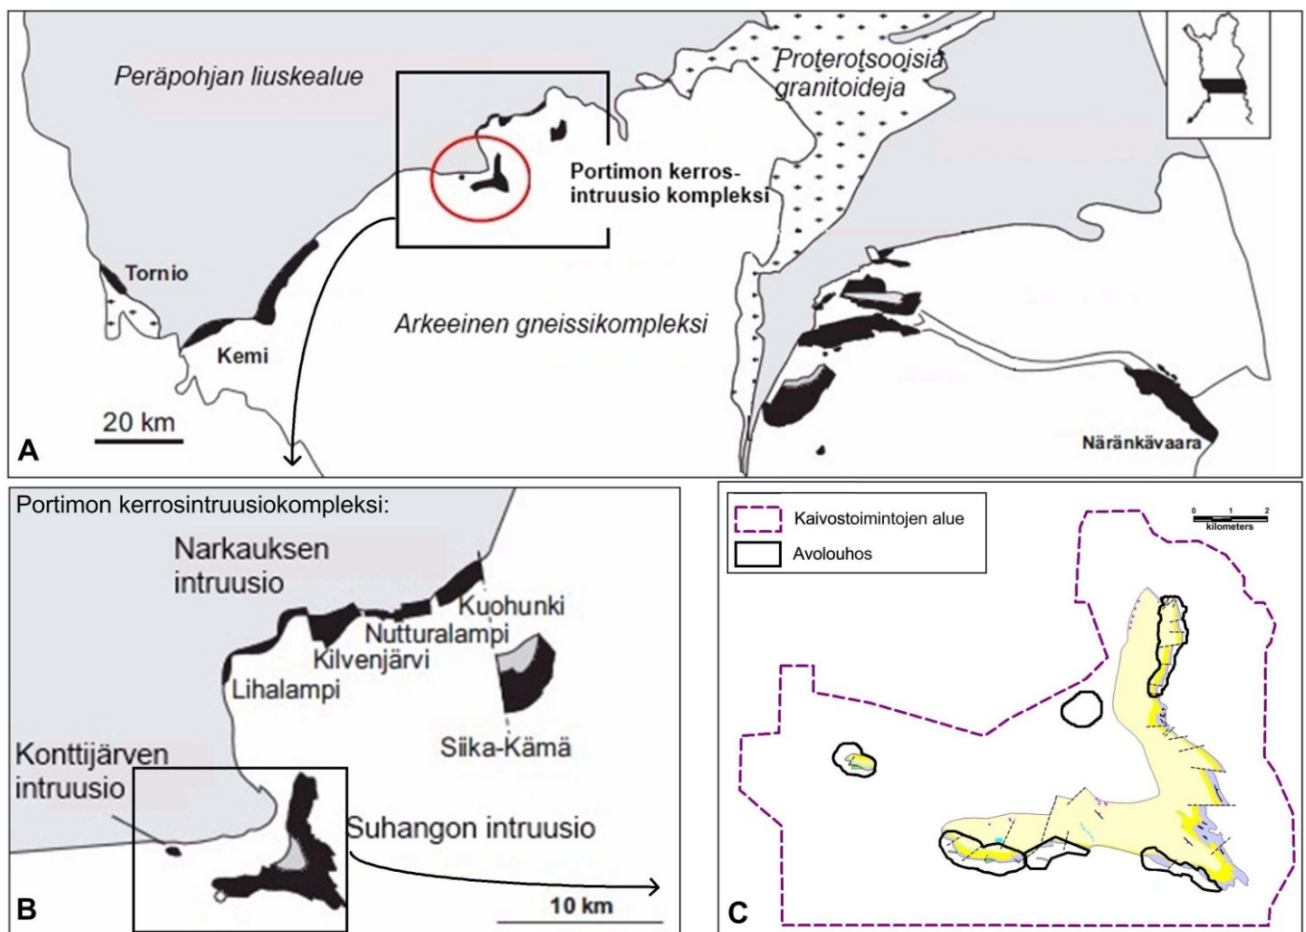 Peräpohjan liuskealue
Proterotsooisia
granitoideja
Portimon kerros-
intruusio kompleksi
Tornio
Kemi
Arkeeinen gneissikompleksi
Näränkävaara
20 km
A
Portimon kerrosintruusiokompleksi:
Narkauksen
intruusio
Kuohunki
Nutturalampi
Kilvenjärvi
Lihalampi
Siika-Kämä
Konttijärven
intruusio
Suhangon intruusio
10 km
B
Kaivostoimintojen alue
Avolouhos
0 1 2
kilometers
C